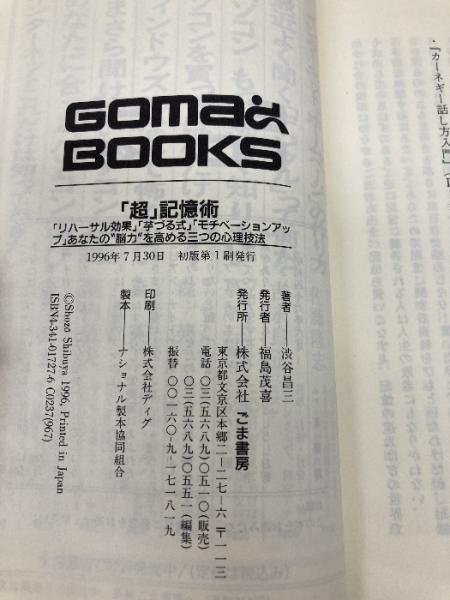 GOMA
BOOKS
「超」記憶術
「リハーサル効果」「芋づる式」「モチベーションアッ
プ」あなたの“脳力”を高める三つの心理技法
1996年7月30日 初版第1刷発行
著者――渋谷昌三
発行者――福島茂喜
発行所――株式会社 ごま書房
東京都文京区本郷二―二七―六 〒一一三
電話 〇三(五六八九)〇五一〇(販売)
〇三(五六八九)〇五五一(編集)
振替 〇〇一六〇-九-一七一八一九
印刷――株式会社ディグ
製本――ナショナル製本協同組合
©Shozo Shibuya 1996, Printed in Japan
ISBN4-341-01727-6 C0237(967)
・『カーネギー話し方入門』